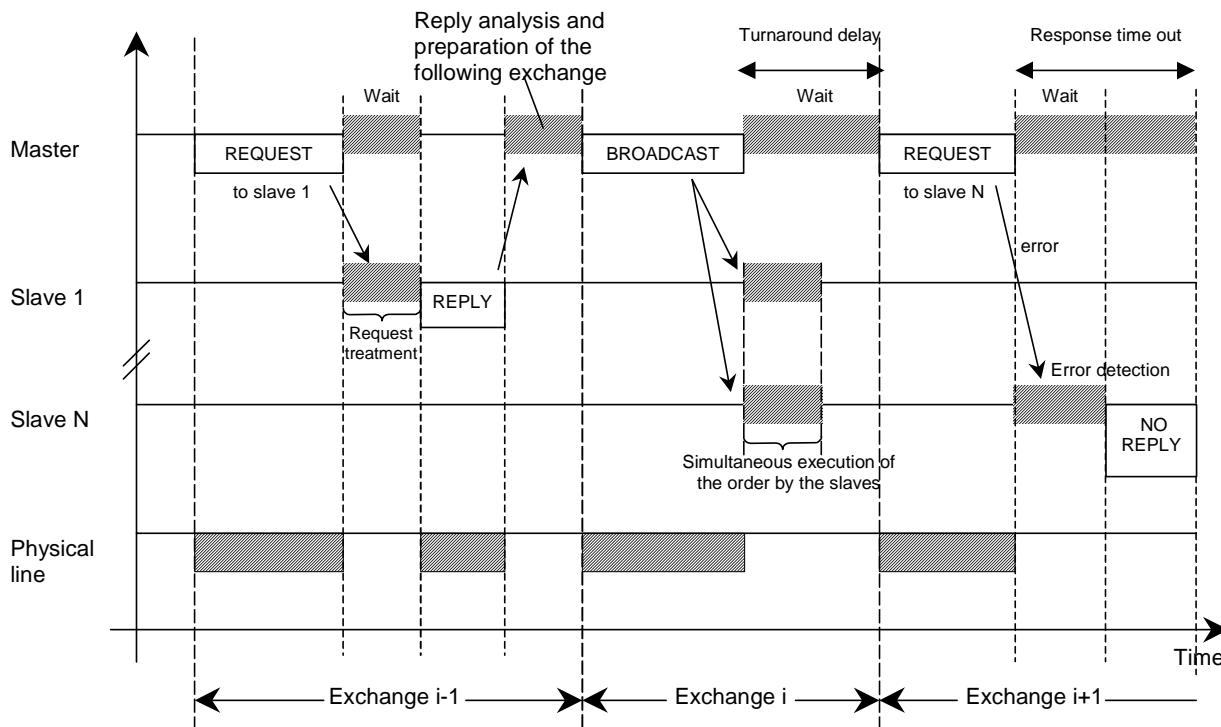 Reply analysis and
preparation of the
following exchange
Turnaround delay
Response time out
Wait
Wait
Wait
Master
REQUEST
BROADCAST
REQUEST
to slave 1
to slave N
error
Slave 1
REPLY
Request
treatment
Error detection
Slave N
NO
REPLY
Simultaneous execution of
the order by the slaves
Physical
line
Time
Exchange i-1
Exchange i
Exchange i+1